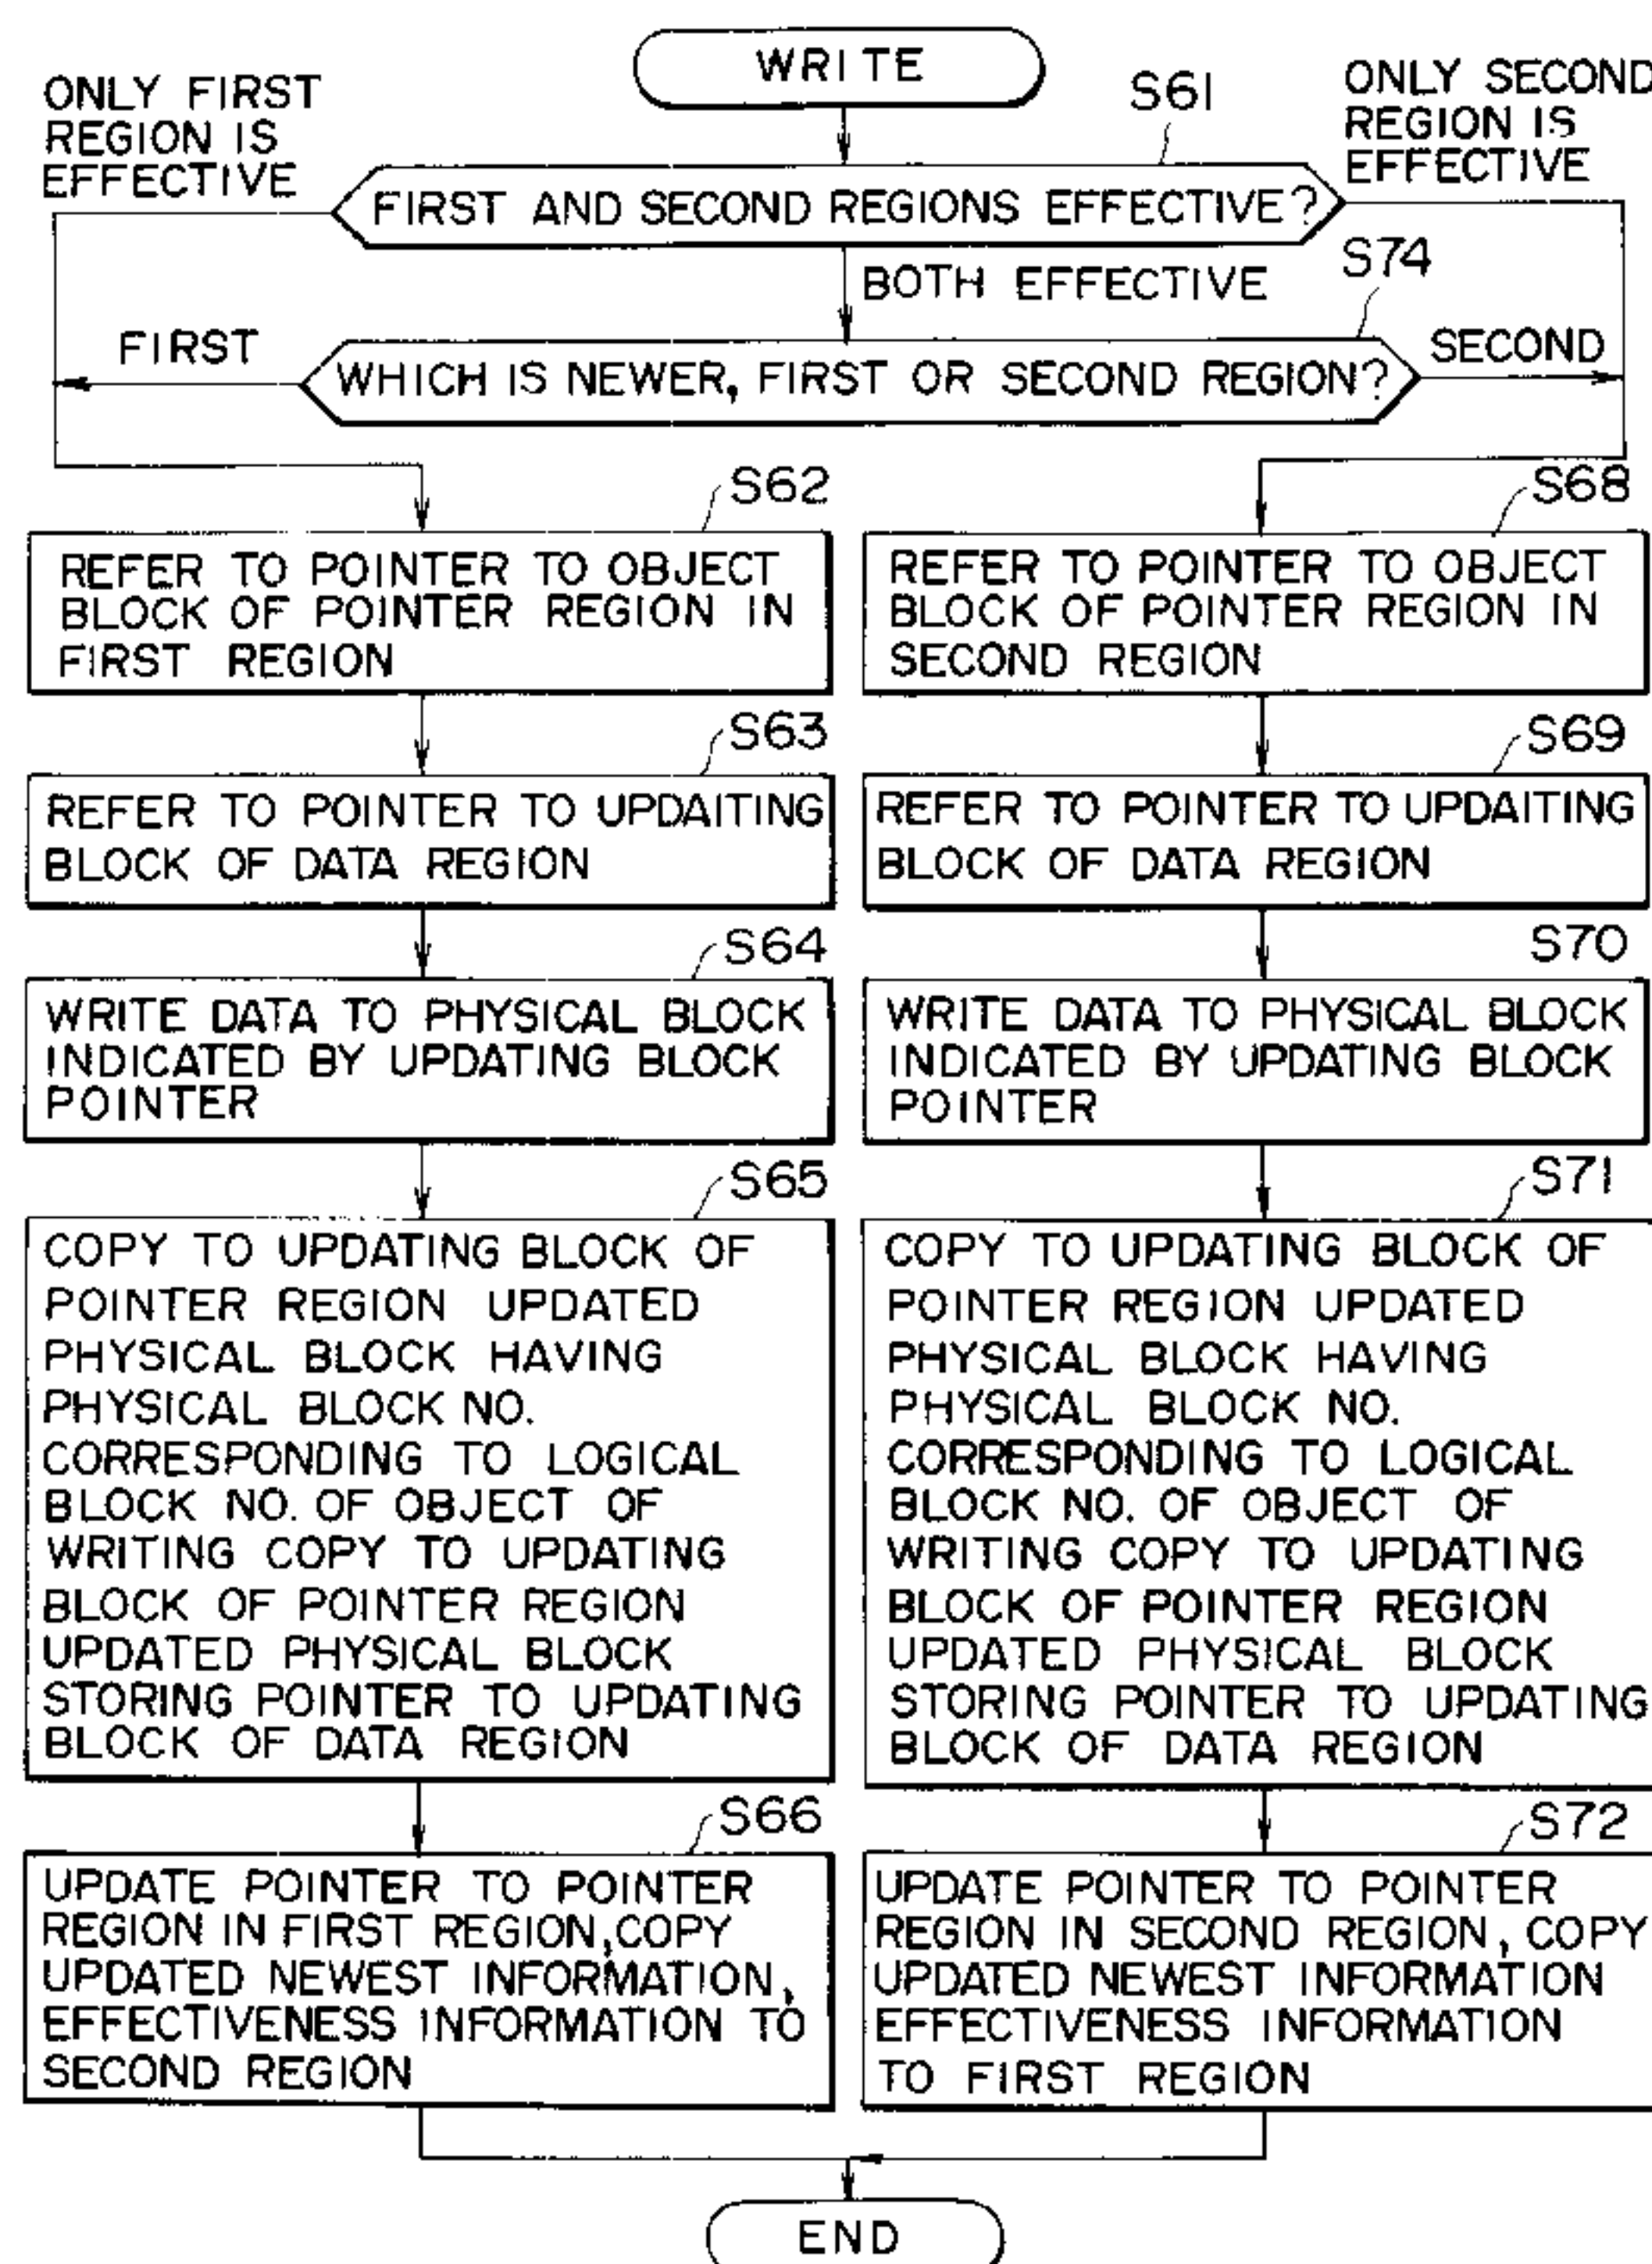 WRITE
ONLY FIRST
REGION IS
EFFECTIVE
S61
ONLY SECOND
REGION IS
EFFECTIVE
FIRST AND SECOND REGIONS EFFECTIVE?
BOTH EFFECTIVE
S74
FIRST
WHICH IS NEWER, FIRST OR SECOND REGION?
SECOND
S62
REFER TO POINTER TO OBJECT
BLOCK OF POINTER REGION IN
FIRST REGION
S63
REFER TO POINTER TO UPDAITING
BLOCK OF DATA REGION
S64
WRITE DATA TO PHYSICAL BLOCK
INDICATED BY UPDATING BLOCK
POINTER
S65
COPY TO UPDATING BLOCK OF
POINTER REGION UPDATED
PHYSICAL BLOCK HAVING
PHYSICAL BLOCK NO.
CORRESPONDING TO LOGICAL
BLOCK NO. OF OBJECT OF
WRITING COPY TO UPDATING
BLOCK OF POINTER REGION
UPDATED PHYSICAL BLOCK
STORING POINTER TO UPDATING
BLOCK OF DATA REGION
S66
UPDATE POINTER TO POINTER
REGION IN FIRST REGION, COPY
UPDATED NEWEST INFORMATION,
EFFECTIVENESS INFORMATION TO
SECOND REGION
S68
REFER TO POINTER TO OBJECT
BLOCK OF POINTER REGION IN
SECOND REGION
S69
REFER TO POINTER TO UPDAITING
BLOCK OF DATA REGION
S70
WRITE DATA TO PHYSICAL BLOCK
INDICATED BY UPDATING BLOCK
POINTER
S71
COPY TO UPDATING BLOCK OF
POINTER REGION UPDATED
PHYSICAL BLOCK HAVING
PHYSICAL BLOCK NO.
CORRESPONDING TO LOGICAL
BLOCK NO. OF OBJECT OF
WRITING COPY TO UPDATING
BLOCK OF POINTER REGION
UPDATED PHYSICAL BLOCK
STORING POINTER TO UPDATING
BLOCK OF DATA REGION
S72
UPDATE POINTER TO POINTER
REGION IN SECOND REGION, COPY
UPDATED NEWEST INFORMATION
EFFECTIVENESS INFORMATION
TO FIRST REGION
END